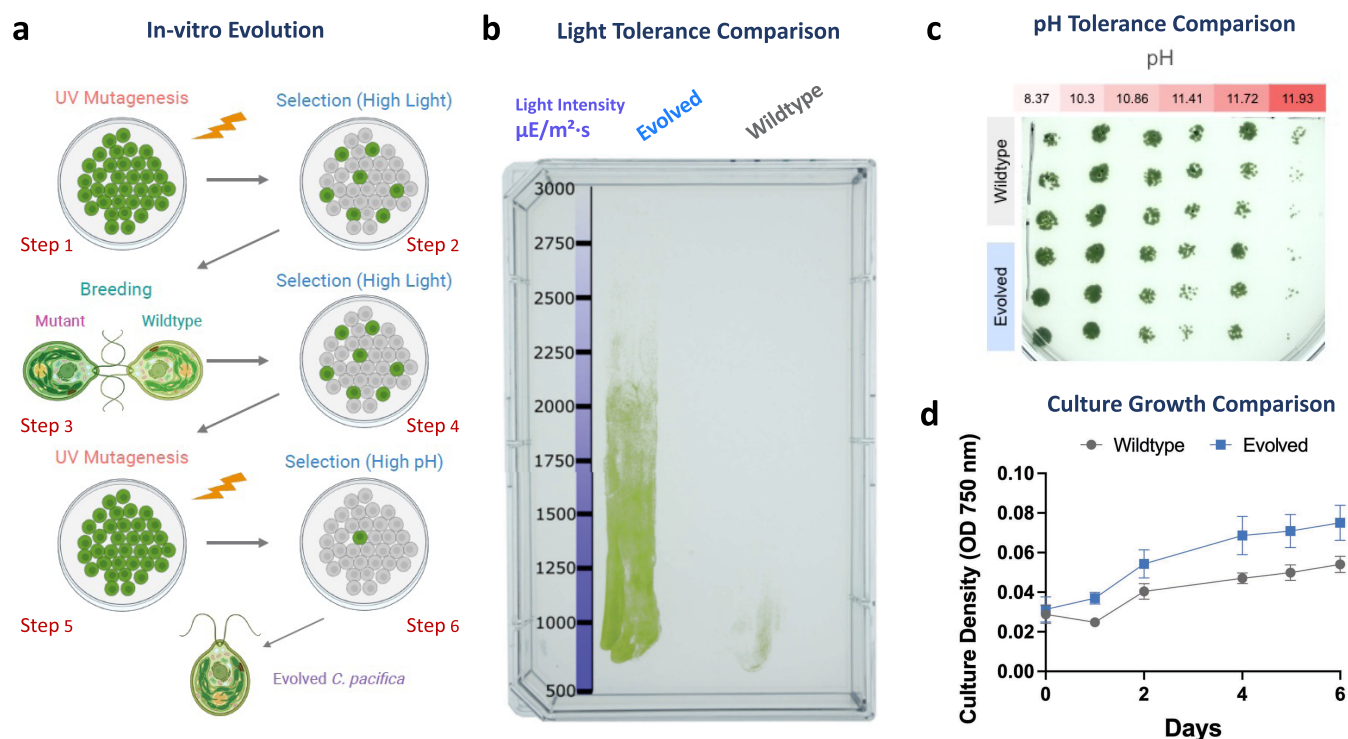 a
In-vitro Evolution
UV Mutagenesis
Selection (High Light)
Step 1
Step 2
Breeding
Mutant
Wildtype
Selection (High Light)
Step 3
Step 4
UV Mutagenesis
Selection (High pH)
Step 5
Step 6
Evolved C. pacifica
b
Light Tolerance Comparison
Light Intensity
µE/m²·s
Evolved
Wildtype
3000
2750
2500
2250
2000
1750
1500
1250
1000
500
c
pH Tolerance Comparison
pH
8.37 10.3 10.86 11.41 11.72 11.93
Wildtype
Evolved
d
Culture Growth Comparison
Wildtype Evolved
Culture Density (OD 750 nm)
0.10
0.08
0.06
0.04
0.02
0.00
0 2 4 6
Days